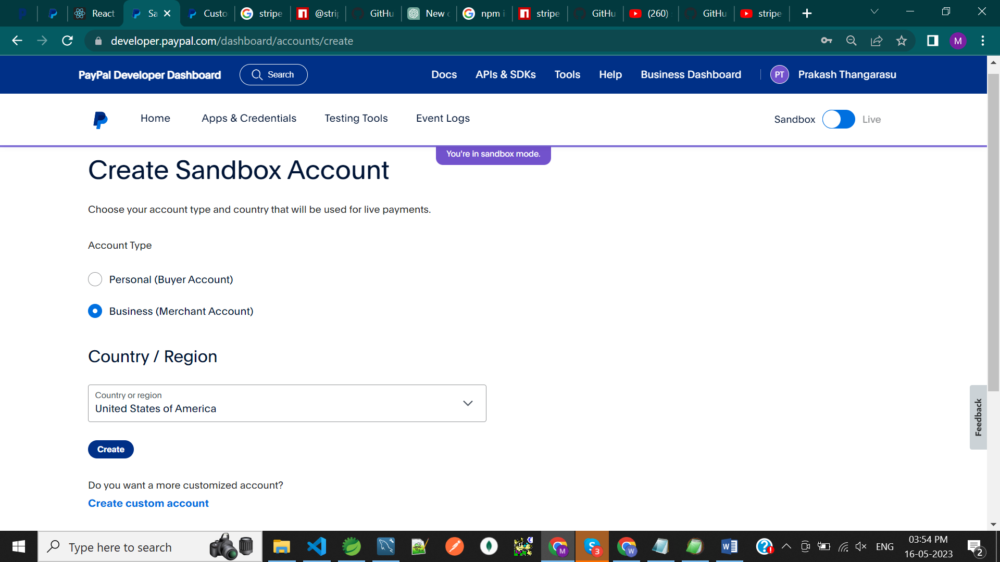 React
Sa
Custo
stripe
@strip
GitHu
New c
npm i
stripe
GitHu
(260)
GitHu
stripe
developer.paypal.com/dashboard/accounts/create
M
PayPal Developer Dashboard
Search
Docs
APIs & SDKs
Tools
Help
Business Dashboard
PT
Prakash Thangarasu
Home
Apps & Credentials
Testing Tools
Event Logs
Sandbox
Live
You're in sandbox mode.
Create Sandbox Account
Choose your account type and country that will be used for live payments.
Account Type
Personal (Buyer Account)
Business (Merchant Account)
Country / Region
Country or region
United States of America
Create
Do you want a more customized account?
Create custom account
Feedback
Type here to search
M
S
3
W
W
ENG
03:54 PM
16-05-2023
2